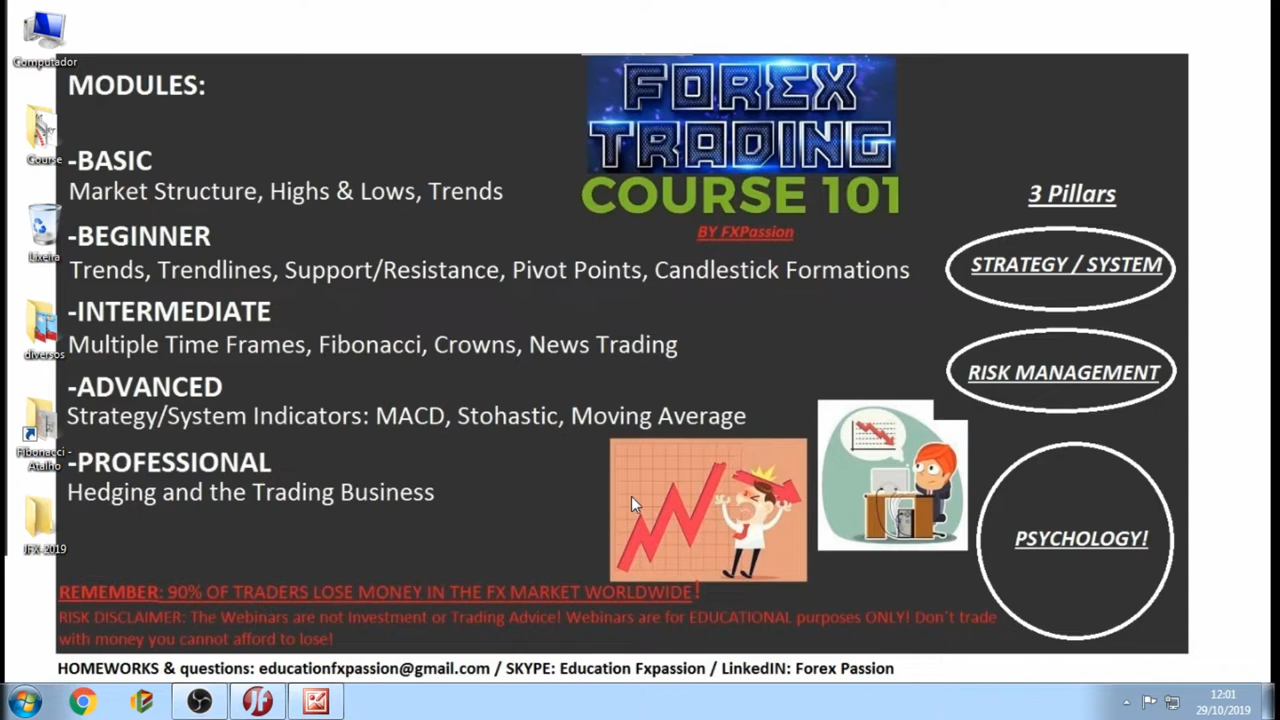 Computador
Course
Lixeira
diversos
Fibonacci -
Atalho
JFX-2019
MODULES:
-BASIC
Market Structure, Highs & Lows, Trends
-BEGINNER
Trends, Trendlines, Support/Resistance, Pivot Points, Candlestick Formations
-INTERMEDIATE
Multiple Time Frames, Fibonacci, Crowns, News Trading
-ADVANCED
Strategy/System Indicators: MACD, Stohastic, Moving Average
-PROFESSIONAL
Hedging and the Trading Business
FOREX
TRADING
COURSE 101
BY FXPassion
3 Pillars
STRATEGY / SYSTEM
RISK MANAGEMENT
PSYCHOLOGY!
REMEMBER: 90% OF TRADERS LOSE MONEY IN THE FX MARKET WORLDWIDE!
RISK DISCLAIMER: The Webinars are not Investment or Trading Advice! Webinars are for EDUCATIONAL purposes ONLY! Don´t trade
with money you cannot afford to lose!
HOMEWORKS & questions: educationfxpassion@gmail.com / SKYPE: Education Fxpassion / LinkedIN: Forex Passion
12:01
29/10/2019